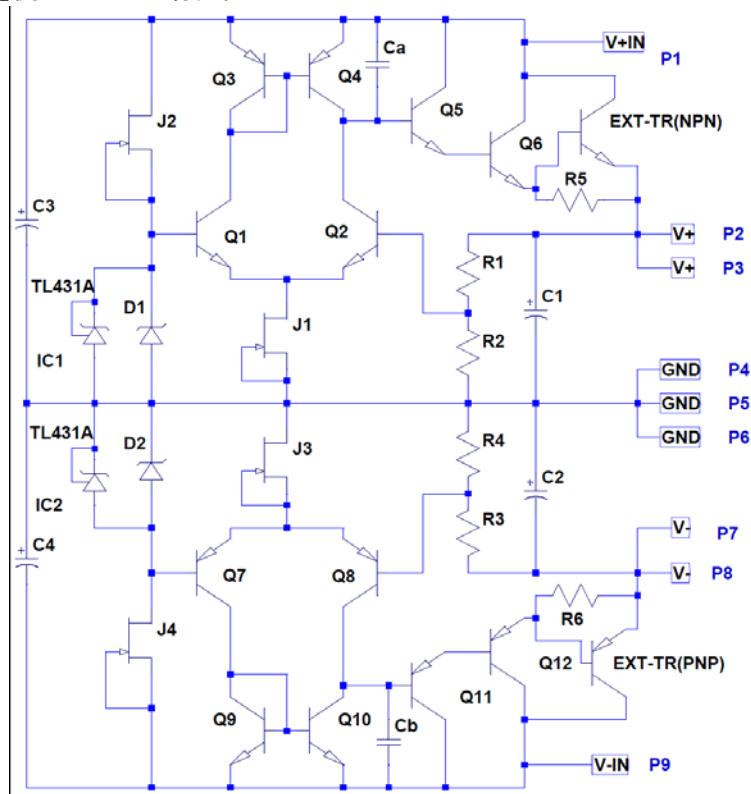 V+IN P1
Q3 Q4 Ca
Q5
J2 Q6 EXT-TR(NPN)
R5
C3
Q1 Q2 V+ P2
R1 V+ P3
TL431A
D1 C1
J1 R2
IC1 GND P4
GND P5
TL431A GND P6
D2 J3 R4
IC2 C2
R3
C4 V- P7
Q7 Q8 V- P8
R6
J4
Q12 EXT-TR(PNP)
Q11
Q9 Q10 Cb
V-IN P9